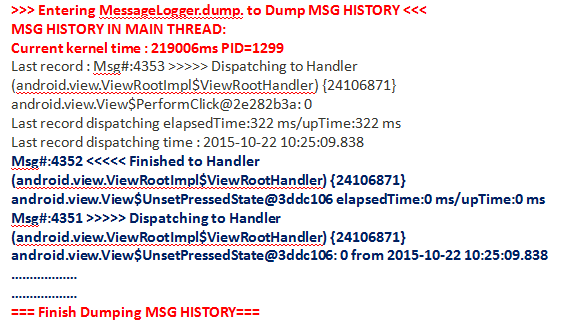 >>> Entering MessageLogger.dump. to Dump MSG HISTORY <<<
MSG HISTORY IN MAIN THREAD:
Current kernel time : 219006ms PID=1299
Last record : Msg#:4353 >>>>> Dispatching to Handler
(android.view.ViewRootImpl$ViewRootHandler) {24106871}
android.view.View$PerformClick@2e282b3a: 0
Last record dispatching elapsedTime:322 ms/upTime:322 ms
Last record dispatching time : 2015-10-22 10:25:09.838
Msg#:4352 <<<<< Finished to Handler
(android.view.ViewRootImpl$ViewRootHandler) {24106871}
android.view.View$UnsetPressedState@3ddc106 elapsedTime:0 ms/upTime:0 ms
Msg#:4351 >>>>> Dispatching to Handler
(android.view.ViewRootImpl$ViewRootHandler) {24106871}
android.view.View$UnsetPressedState@3ddc106: 0 from 2015-10-22 10:25:09.838
..................
..................
=== Finish Dumping MSG HISTORY===